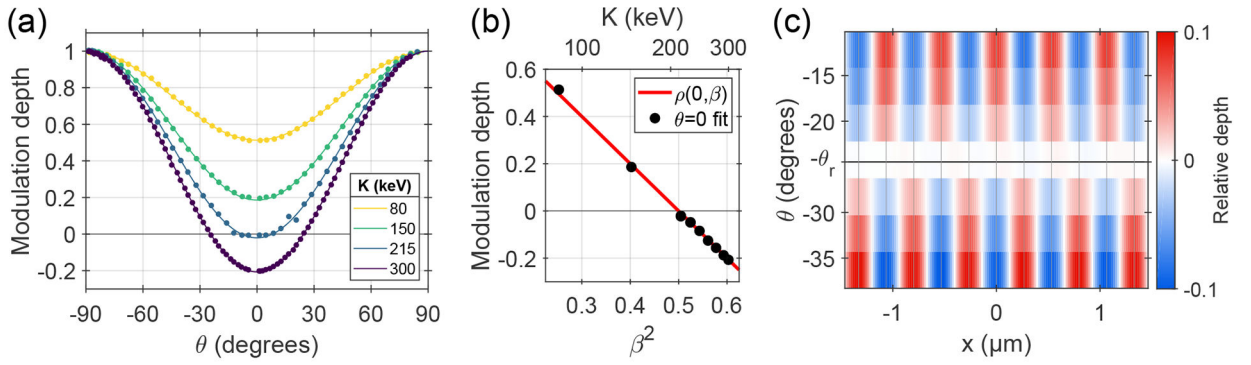 (a)
Modulation depth
1
0.8
0.6
0.4
0.2
0
-0.2
-90
-60
-30
0
30
60
90
θ (degrees)
K (keV)
80
150
215
300
(b)
K (keV)
100
200
300
Modulation depth
0.6
0.4
0.2
0
-0.2
0.3
0.4
0.5
0.6
β²
ρ(0,β)
θ=0 fit
(c)
θ (degrees)
-15
-20
-θr
-30
-35
-1
0
1
x (μm)
0.1
0
-0.1
Relative depth